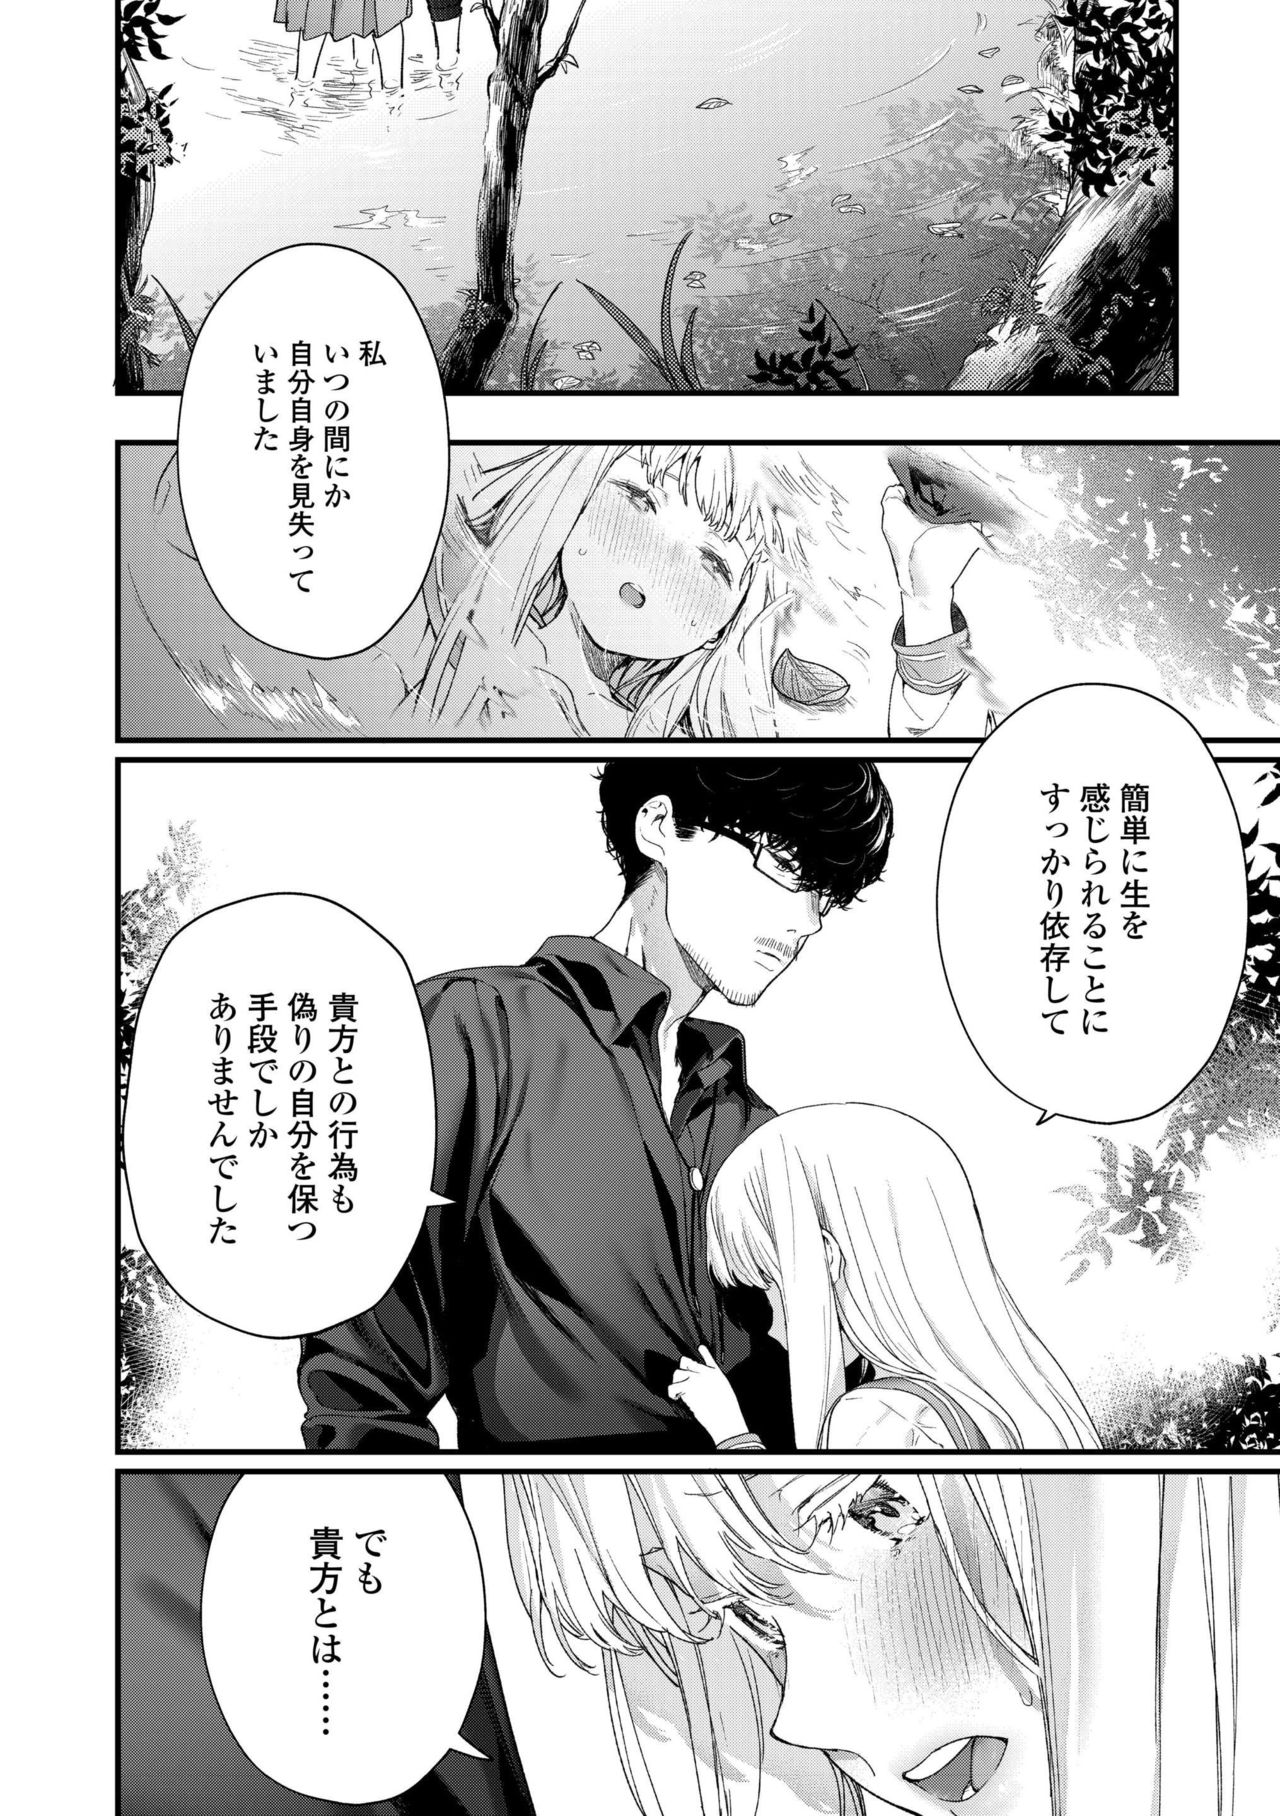 私
いつの間にか
自分自身を見失って
いました
簡単に生を
感じられることに
すっかり依存して
貴方との行為も
偽りの自分を保つ
手段でしか
ありませんでした
でも
貴方とは……